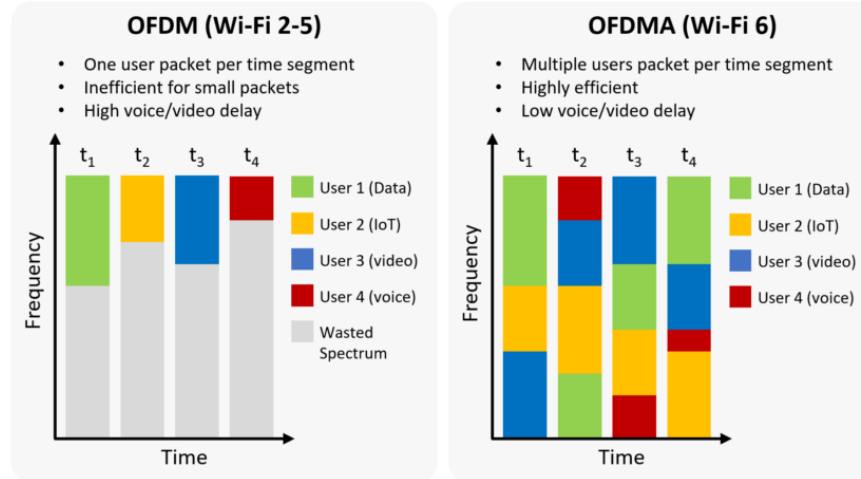 OFDM (Wi-Fi 2-5)
• One user packet per time segment
• Inefficient for small packets
• High voice/video delay
t1 t2 t3 t4
Frequency
User 1 (Data)
User 2 (IoT)
User 3 (video)
User 4 (voice)
Wasted
Spectrum
Time
OFDMA (Wi-Fi 6)
• Multiple users packet per time segment
• Highly efficient
• Low voice/video delay
t1 t2 t3 t4
Frequency
User 1 (Data)
User 2 (IoT)
User 3 (video)
User 4 (voice)
Time